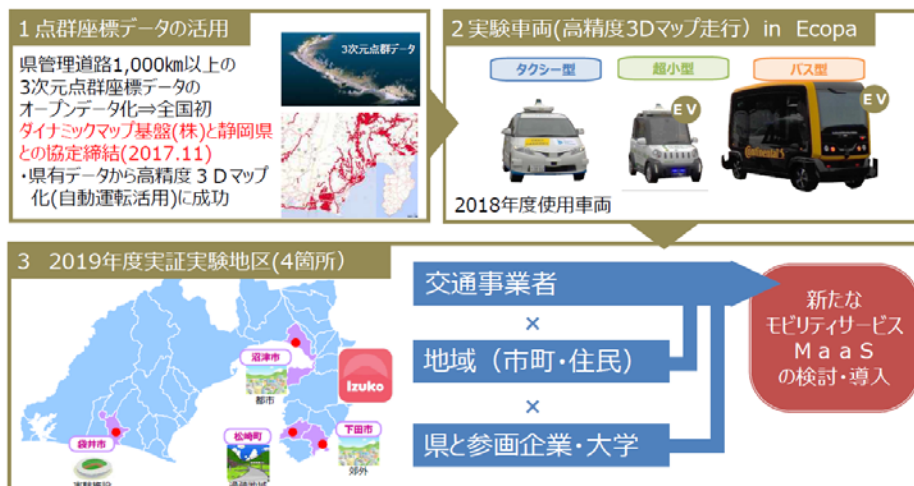 1 点群座標データの活用
県管理道路1,000km以上の
3次元点群座標データの
オープンデータ化⇒全国初
ダイナミックマップ基盤(株)と静岡県
との協定締結(2017.11)
・県有データから高精度3Dマップ
化(自動運転活用)に成功
3次元点群データ
2 実験車両(高精度3Dマップ走行) in Ecopa
タクシー型
超小型
バス型
EV
EV
Continental
2018年度使用車両
3 2019年度実証実験地区(4箇所)
沼津市
都市
Izuko
袋井市
実験施設
松崎町
下田市
郊外
交通事業者
×
地域(市町・住民)
×
県と参画企業・大学
新たな
モビリティサービス
MaaS
の検討・導入